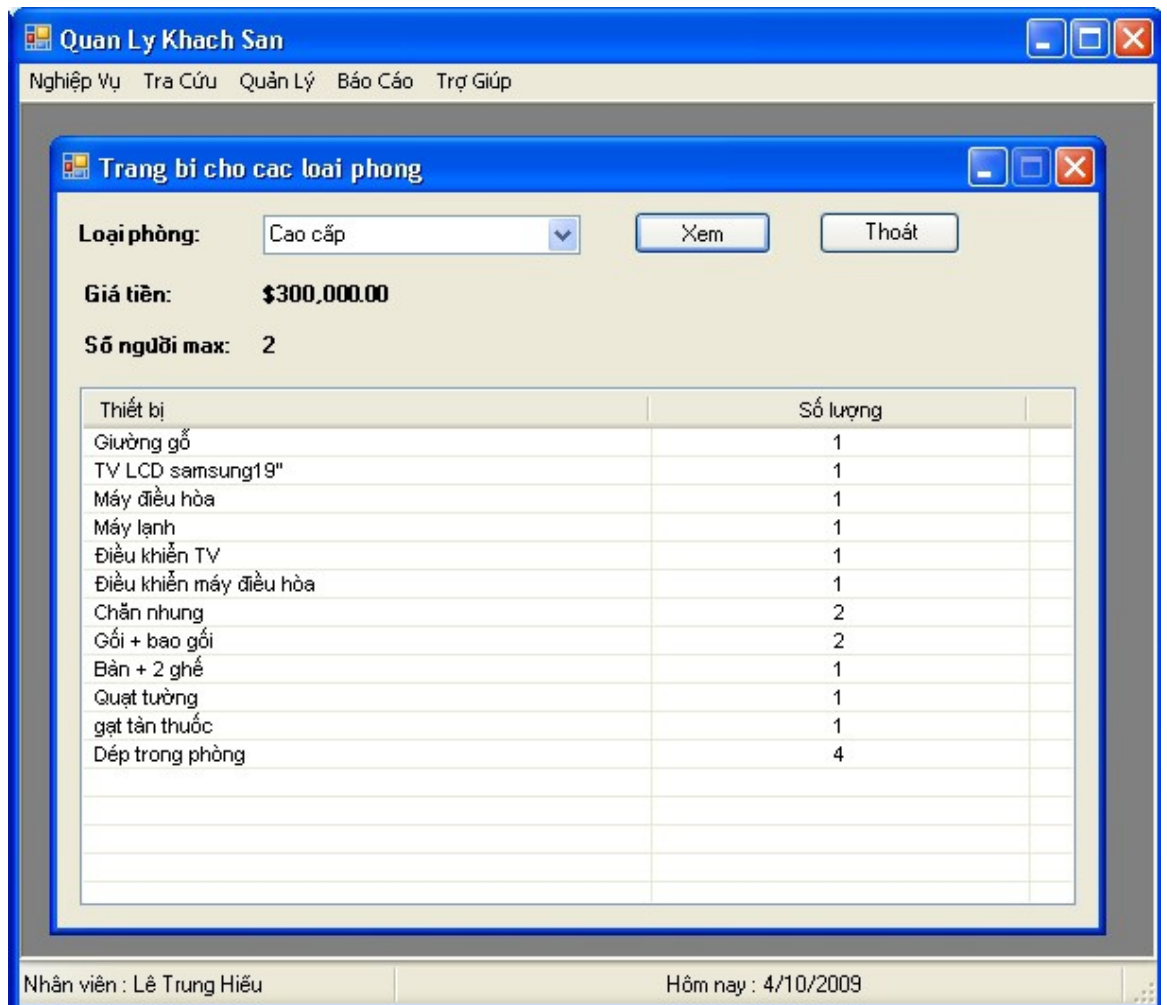 Quan Ly Khach San
Nghiệp Vụ Tra Cứu Quản Lý Báo Cáo Trợ Giúp
Trang bi cho cac loai phong
Loại phòng: Cao cấp Xem Thoát
Giá tiền: $300,000.00
Số người max: 2
Thiết bị Số lượng
Giường gỗ 1
TV LCD samsung19" 1
Máy điều hòa 1
Máy lạnh 1
Điều khiển TV 1
Điều khiển máy điều hòa 1
Chăn nhung 2
Gối + bao gối 2
Bàn + 2 ghế 1
Quạt tường 1
gạt tàn thuốc 1
Dép trong phòng 4
Nhân viên : Lê Trung Hiếu Hôm nay : 4/10/2009